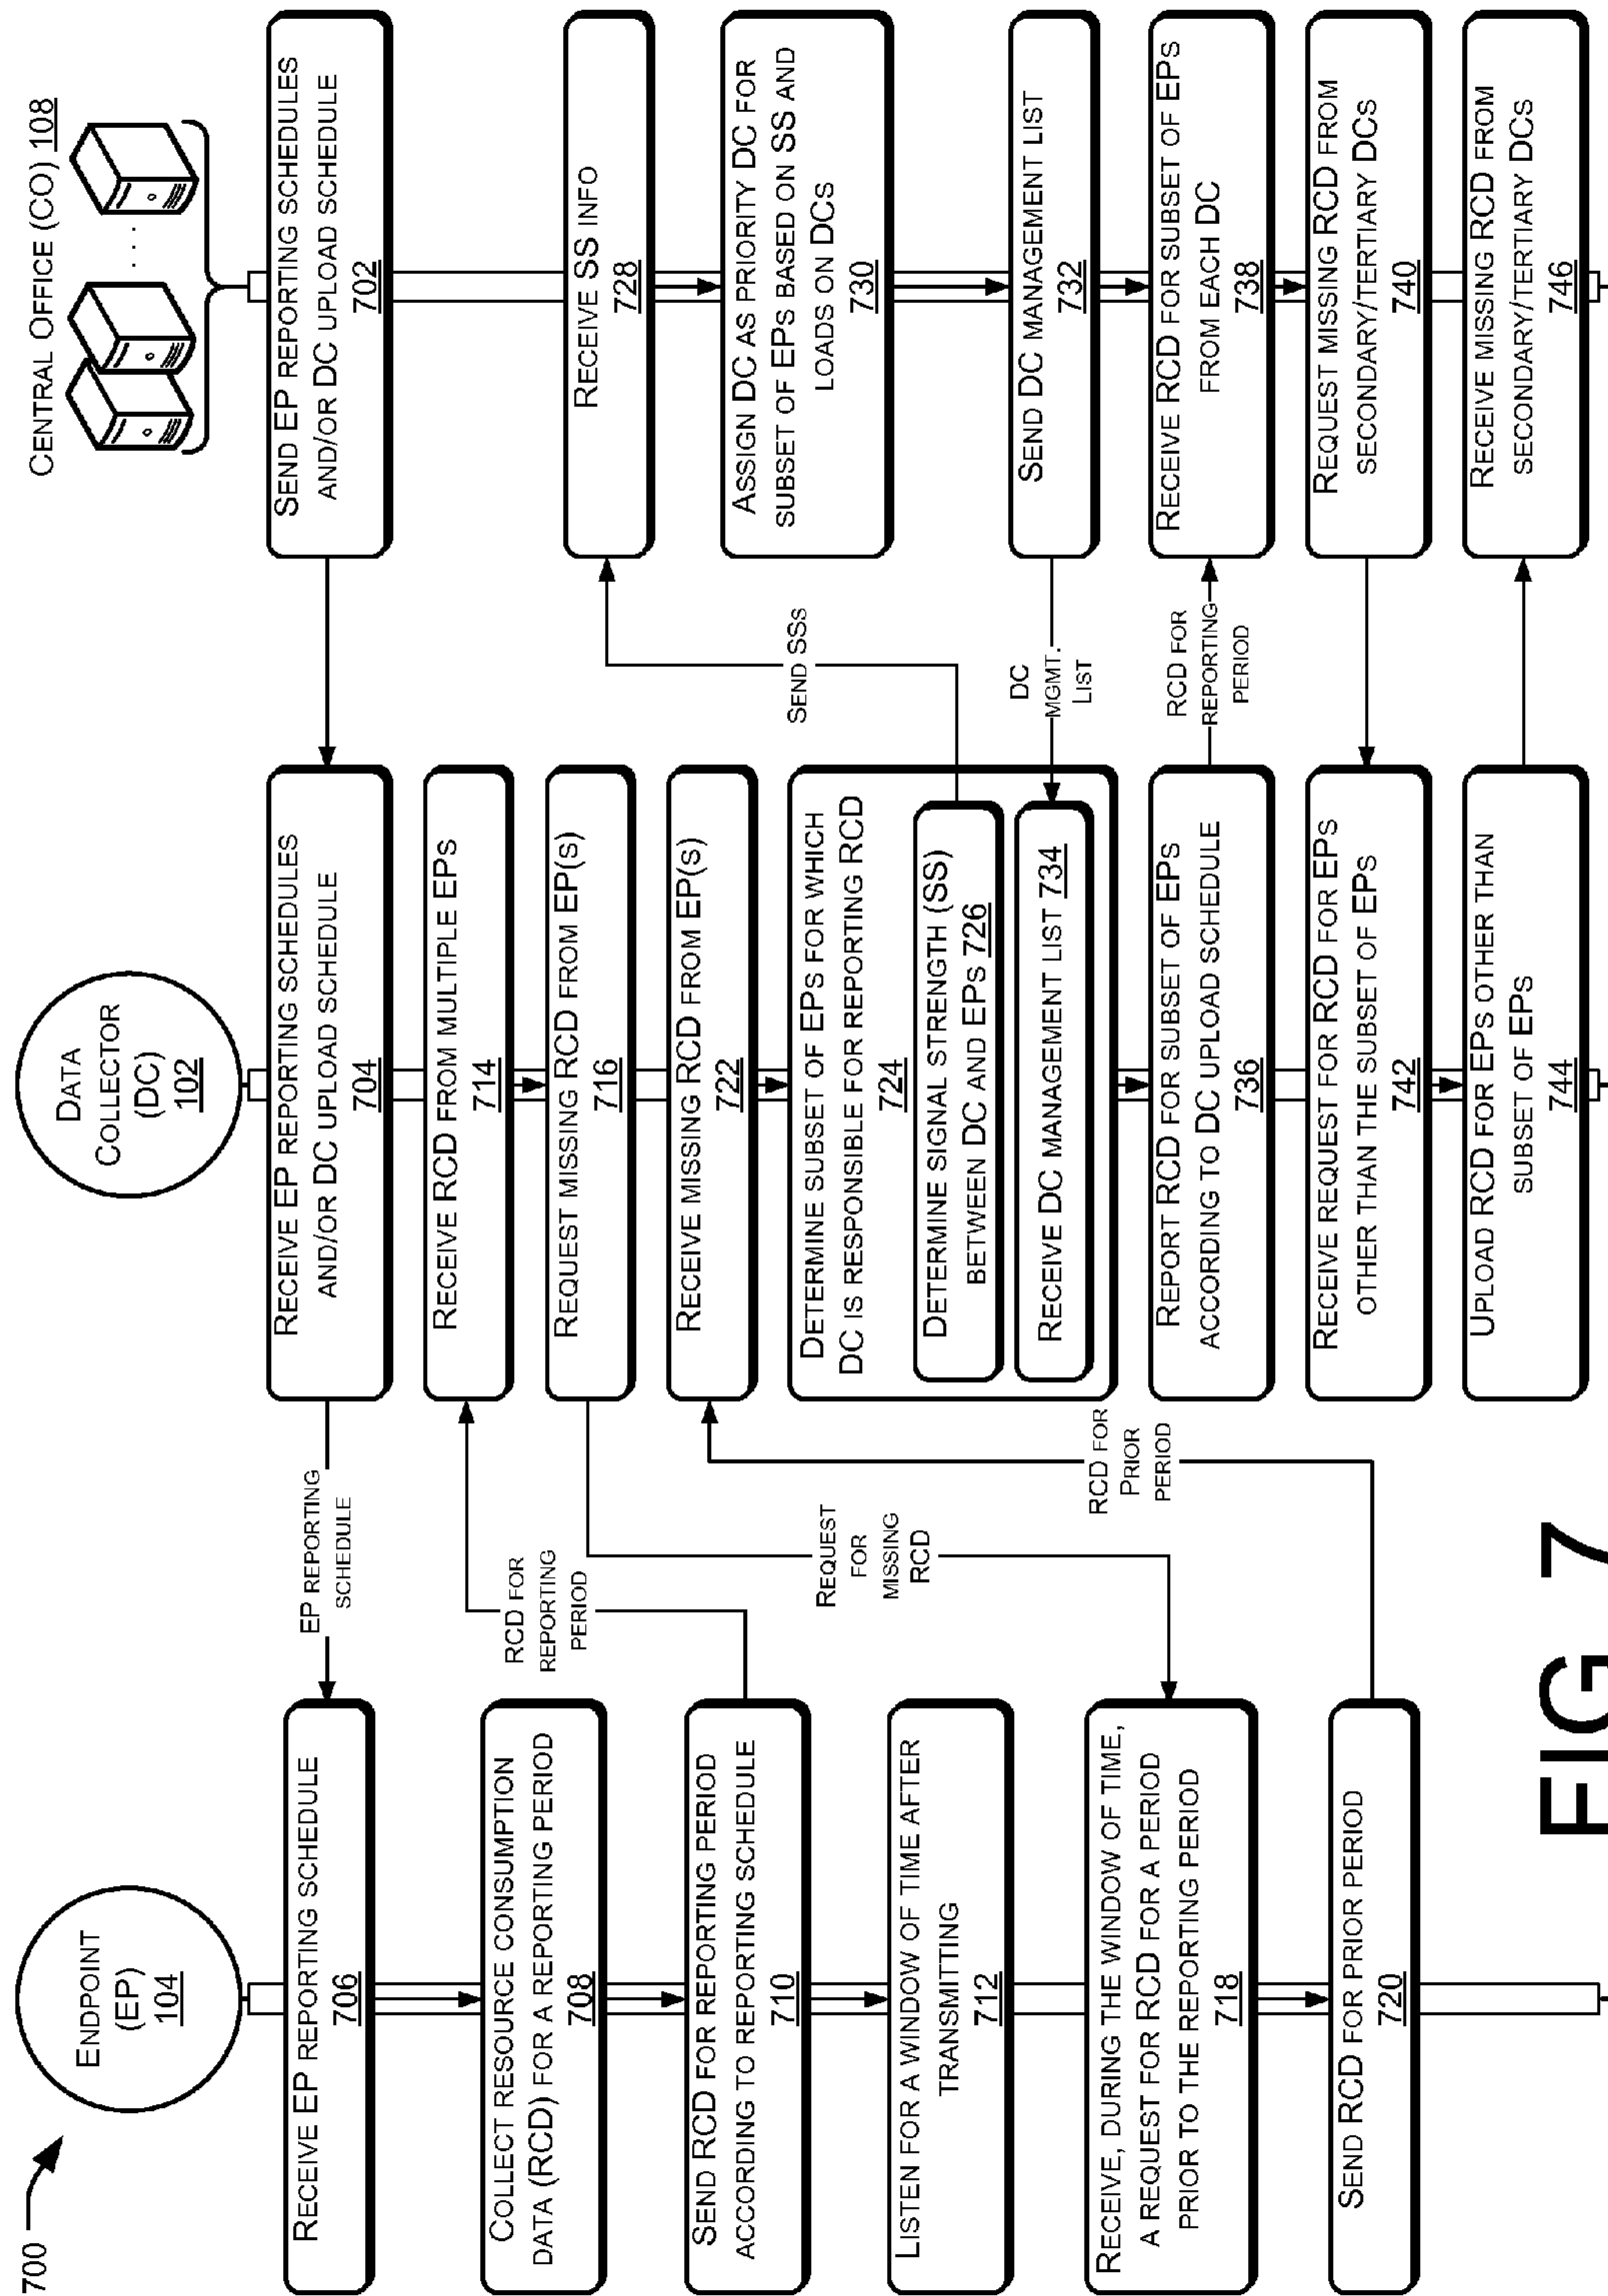 700
ENDPOINT
(EP)
104
RECEIVE EP REPORTING SCHEDULE
706
COLLECT RESOURCE CONSUMPTION
DATA (RCD) FOR A REPORTING PERIOD
708
SEND RCD FOR REPORTING PERIOD
ACCORDING TO REPORTING SCHEDULE
710
LISTEN FOR A WINDOW OF TIME AFTER
TRANSMITTING
712
RECEIVE, DURING THE WINDOW OF TIME,
A REQUEST FOR RCD FOR A PERIOD
PRIOR TO THE REPORTING PERIOD
718
SEND RCD FOR PRIOR PERIOD
720
EP REPORTING
SCHEDULE
RCD FOR
REPORTING
PERIOD
REQUEST
FOR
MISSING
RCD
RCD FOR
PRIOR
PERIOD
DATA
COLLECTOR
(DC)
102
RECEIVE EP REPORTING SCHEDULES
AND/OR DC UPLOAD SCHEDULE
704
RECEIVE RCD FROM MULTIPLE EPS
714
REQUEST MISSING RCD FROM EP(S)
716
RECEIVE MISSING RCD FROM EP(S)
722
DETERMINE SUBSET OF EPS FOR WHICH
DC IS RESPONSIBLE FOR REPORTING RCD
724
DETERMINE SIGNAL STRENGTH (SS)
BETWEEN DC AND EPS 726
RECEIVE DC MANAGEMENT LIST 734
REPORT RCD FOR SUBSET OF EPS
ACCORDING TO DC UPLOAD SCHEDULE
736
RECEIVE REQUEST FOR RCD FOR EPS
OTHER THAN THE SUBSET OF EPS
742
UPLOAD RCD FOR EPS OTHER THAN
SUBSET OF EPS
744
SEND SSS
DC
MGMT.
LIST
RCD FOR
REPORTING
PERIOD
CENTRAL OFFICE (CO) 108
SEND EP REPORTING SCHEDULES
AND/OR DC UPLOAD SCHEDULE
702
RECEIVE SS INFO
728
ASSIGN DC AS PRIORITY DC FOR
SUBSET OF EPS BASED ON SS AND
LOADS ON DCS
730
SEND DC MANAGEMENT LIST
732
RECEIVE RCD FOR SUBSET OF EPS
FROM EACH DC
738
REQUEST MISSING RCD FROM
SECONDARY/TERTIARY DCS
740
RECEIVE MISSING RCD FROM
SECONDARY/TERTIARY DCS
746
FIG 7